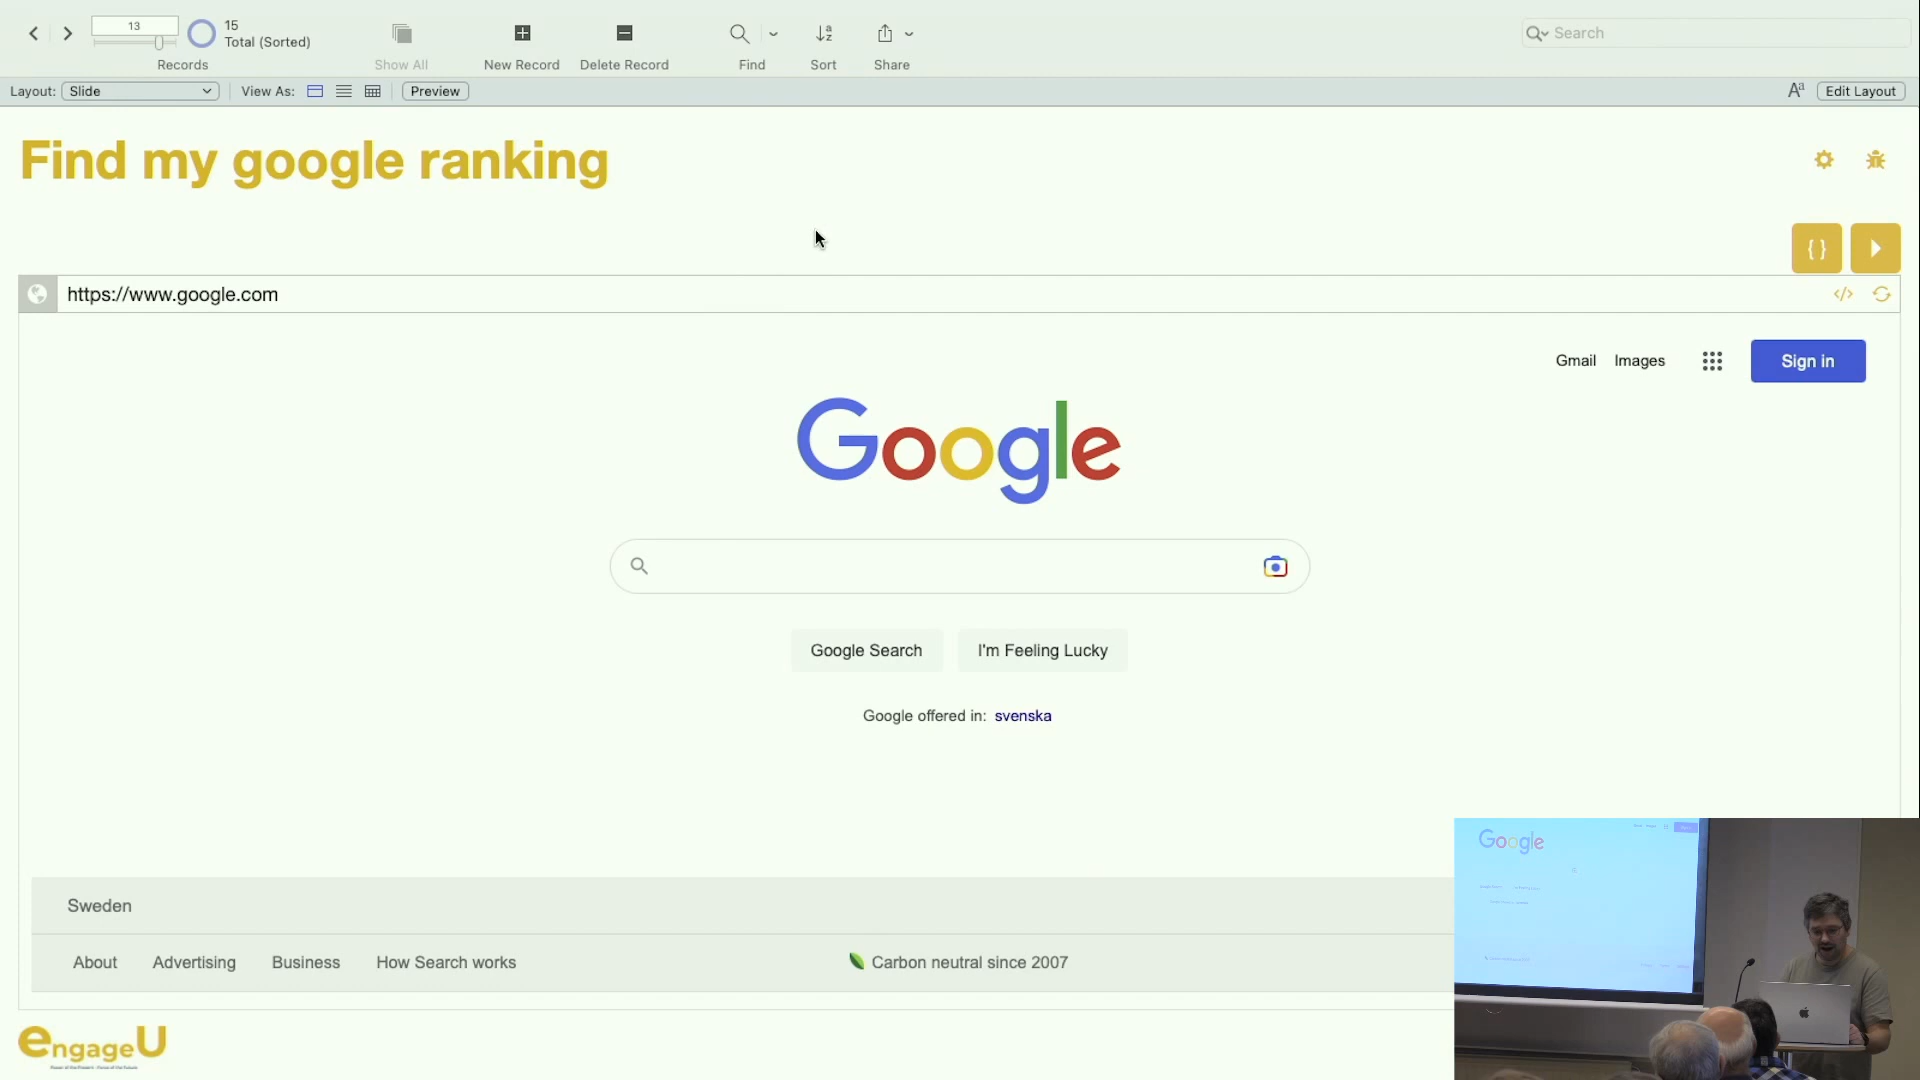 13
15
Total (Sorted)
Records
Show All
New Record
Delete Record
Find
Sort
Share
Search
Layout: Slide
View As:
Preview
Aa
Edit Layout
Find my google ranking
{ }
https://www.google.com
</>
Gmail Images Sign in
Google
Google Search I'm Feeling Lucky
Google offered in: svenska
Sweden
About Advertising Business How Search works Carbon neutral since 2007
Google
engageU